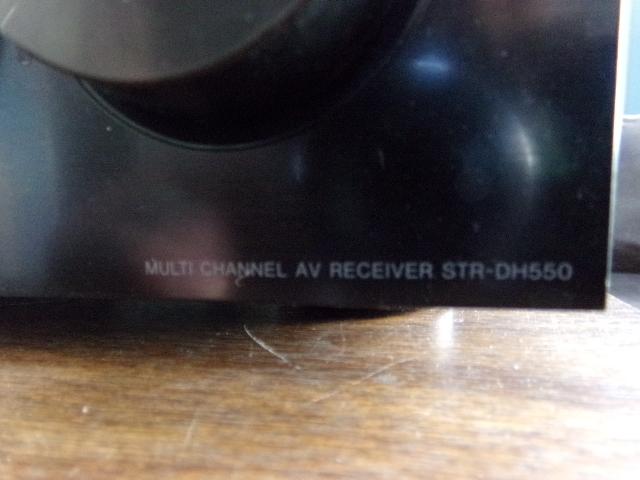 MULTI CHANNEL AV RECEIVER STR-DH550